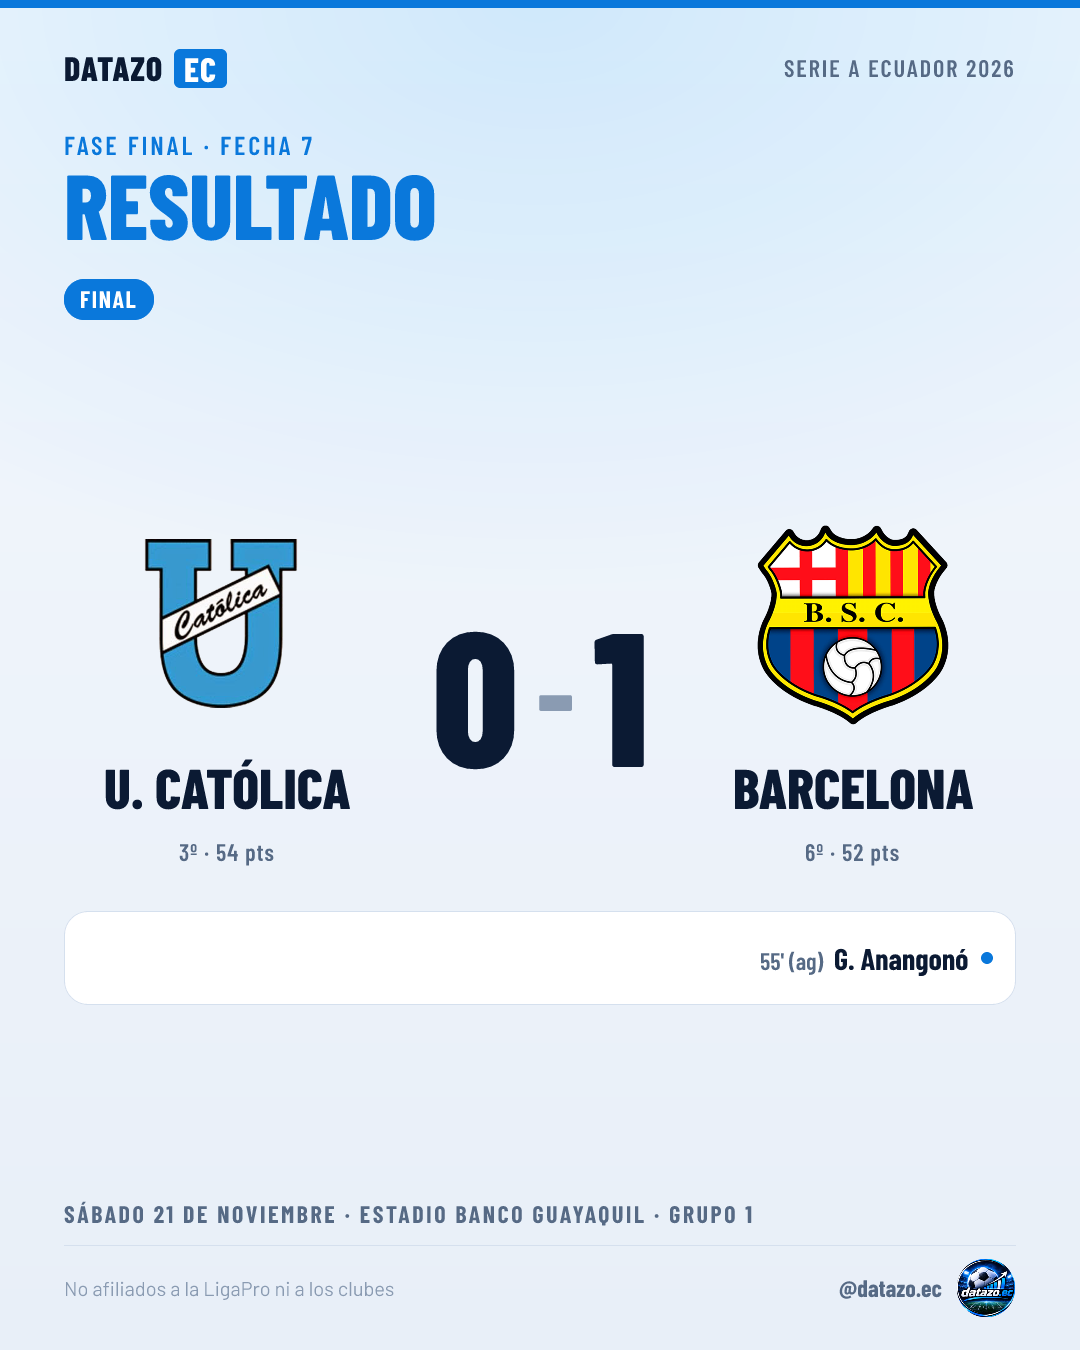 DATAZO EC
SERIE A ECUADOR 2026
FASE FINAL · FECHA 7
RESULTADO
FINAL
Católica
B. S. C.
0 - 1
U. CATÓLICA
BARCELONA
3º · 54 pts
6º · 52 pts
55' (ag) G. Anangonó
SÁBADO 21 DE NOVIEMBRE · ESTADIO BANCO GUAYAQUIL · GRUPO 1
No afiliados a la LigaPro ni a los clubes
@datazo.ec
datazo.ec